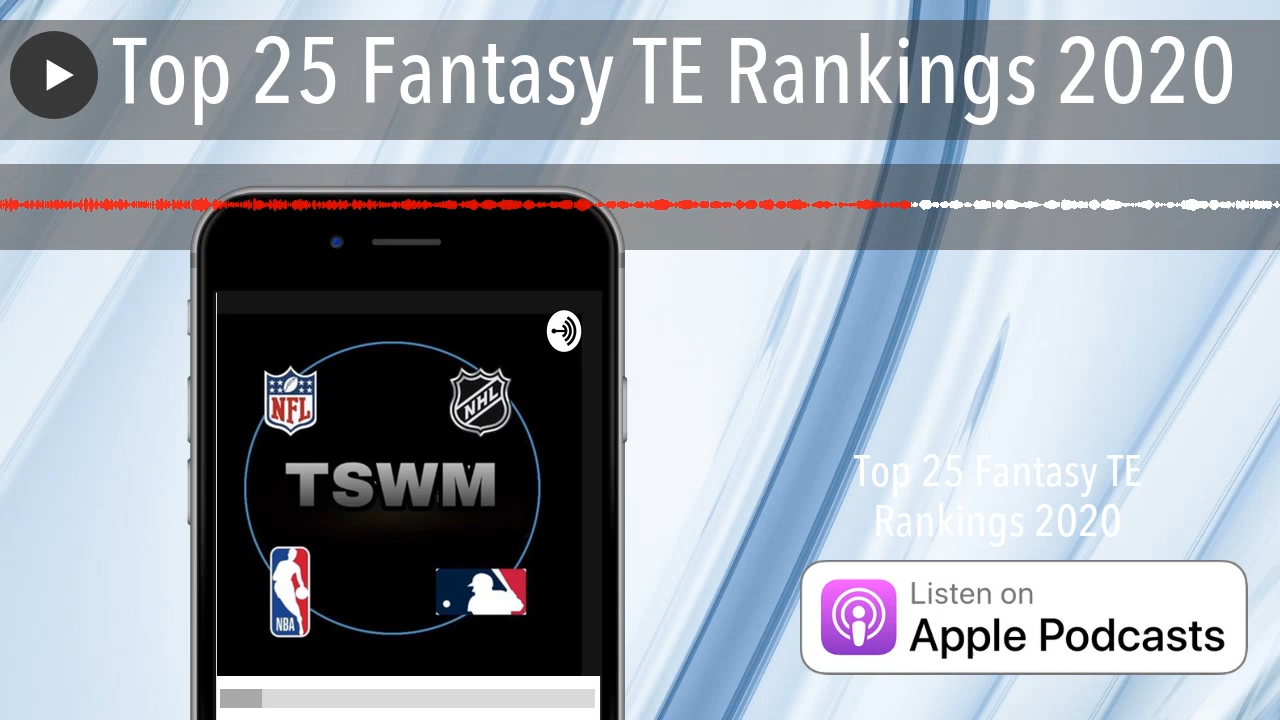 Top 25 Fantasy TE Rankings 2020
NFL
NHL
TSWM
NBA
Top 25 Fantasy TE
Rankings 2020
Listen on
Apple Podcasts